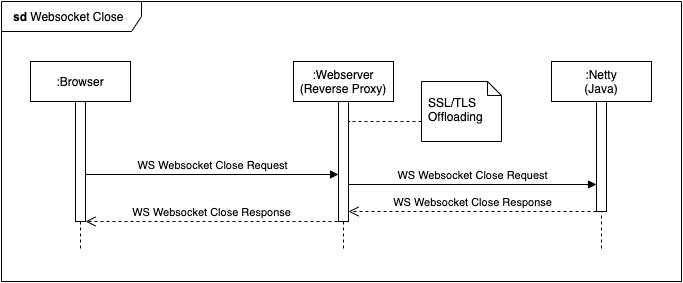 sd Websocket Close
:Browser
:Webserver
(Reverse Proxy)
:Netty
(Java)
SSL/TLS
Offloading
WS Websocket Close Request
WS Websocket Close Request
WS Websocket Close Response
WS Websocket Close Response